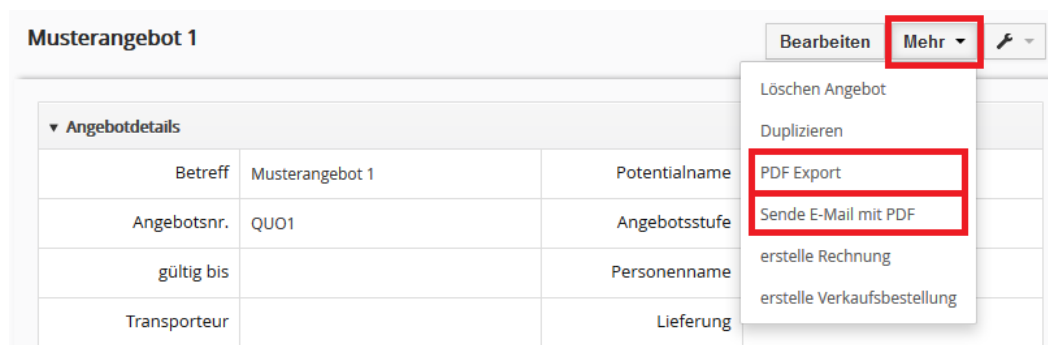 Musterangebot 1
Bearbeiten Mehr
Löschen Angebot
Duplizieren
PDF Export
Sende E-Mail mit PDF
erstelle Rechnung
erstelle Verkaufsbestellung
Angebotdetails
Betreff Musterangebot 1 Potentialname
Angebotsnr. QUO1 Angebotsstufe
gültig bis Personenname
Transporteur Lieferung